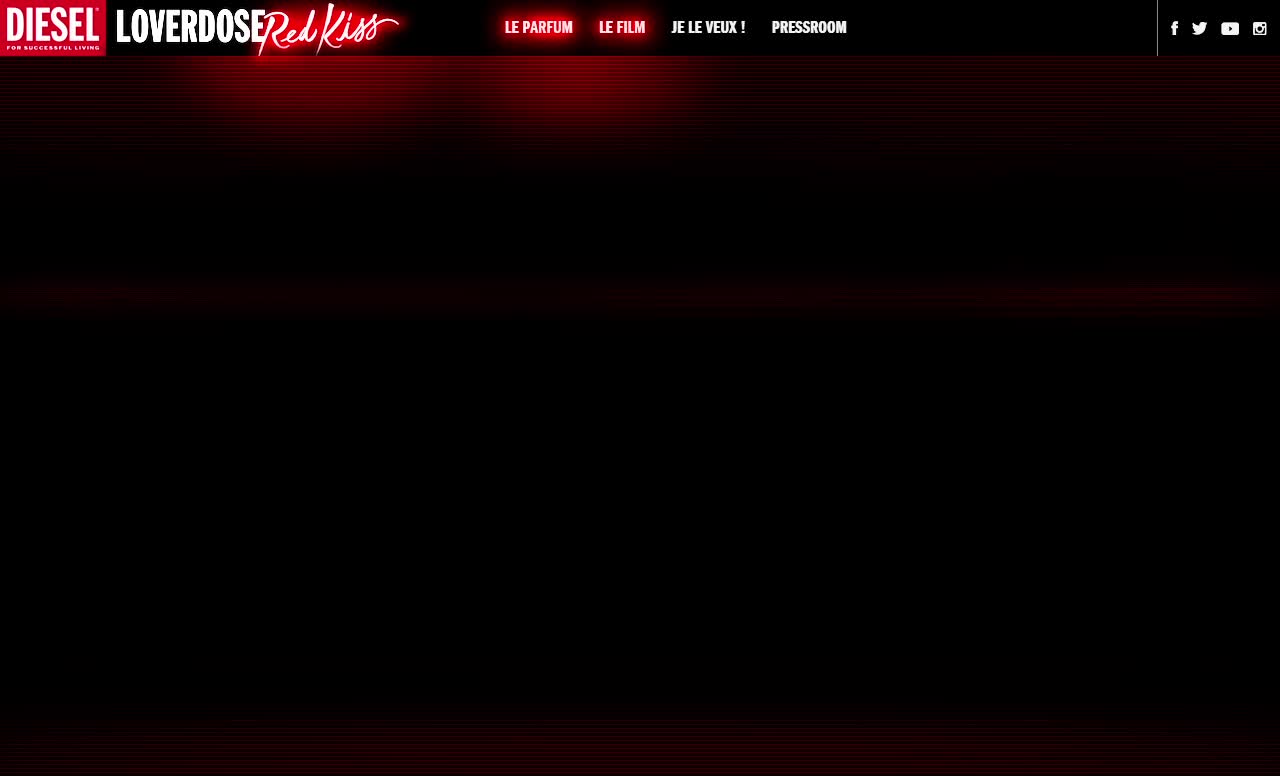 DIESEL
FOR SUCCESSFUL LIVING
LOVERDOSE Red Kiss
LE PARFUM LE FILM JE LE VEUX ! PRESSROOM